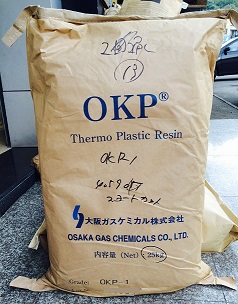 13
OKP®
Thermo Plastic Resin
OKP1
大阪ガスケミカル株式会社
OSAKA GAS CHEMICALS CO., LTD.
内容量 (Net) 25kg
Grade: OKP-1